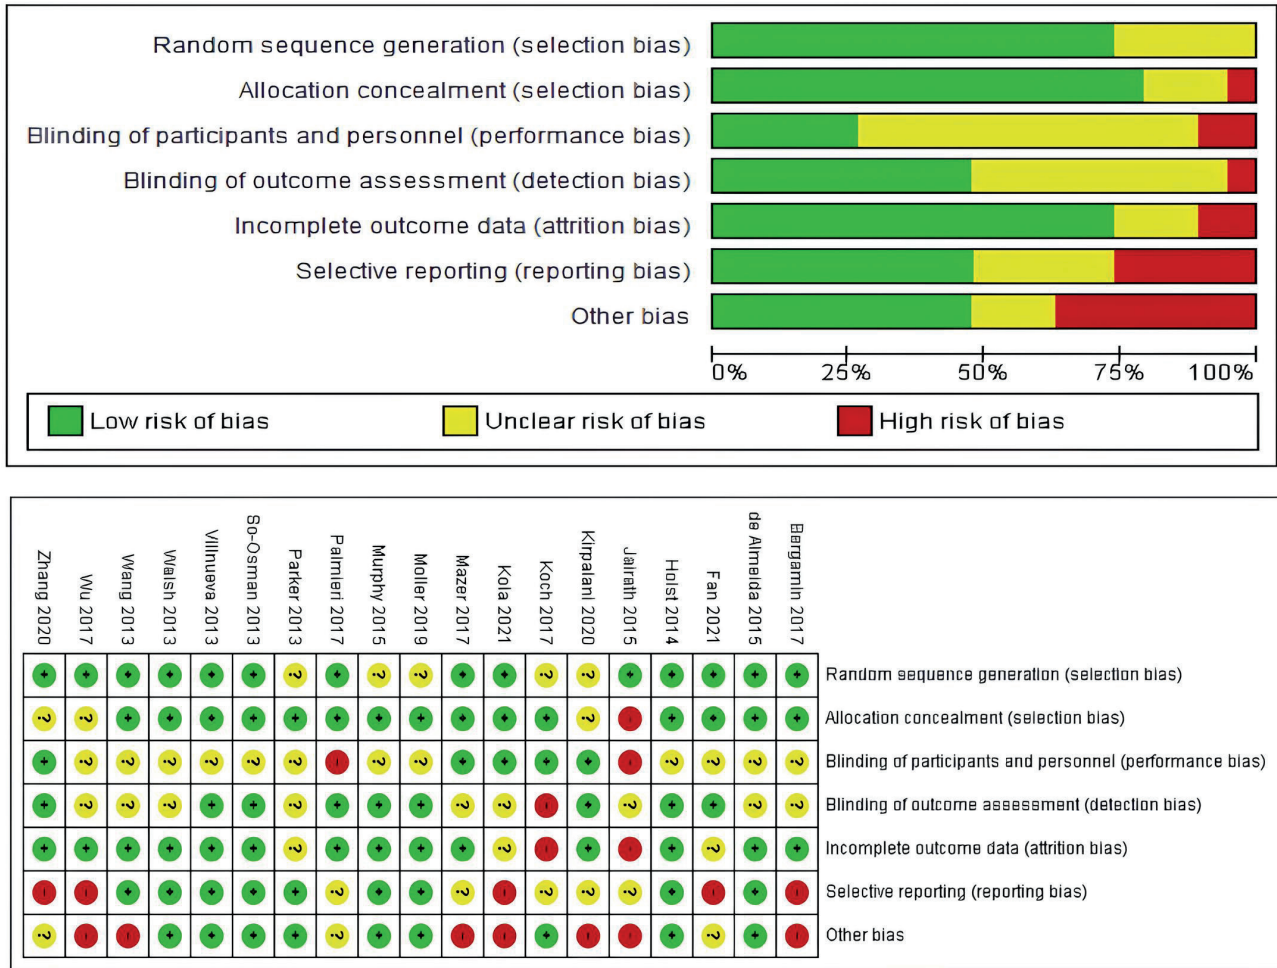 Random sequence generation (selection bias)
Allocation concealment (selection bias)
Blinding of participants and personnel (performance bias)
Blinding of outcome assessment (detection bias)
Incomplete outcome data (attrition bias)
Selective reporting (reporting bias)
Other bias
0% 25% 50% 75% 100%
Low risk of bias Unclear risk of bias High risk of bias
Zhang 2020
Wu 2017
Wang 2013
Walsh 2013
Villnueva 2013
So-Osman 2013
Parker 2013
Palmieri 2017
Murphy 2015
Moller 2019
Mazer 2017
Kola 2021
Koch 2017
Kirpalani 2020
Jairath 2015
Holst 2014
Fan 2021
de Almeida 2015
Bergamin 2017
+ + + + + + ? + ? ? + + ? ? + + + + + Random sequence generation (selection bias)
? ? + + + + + + + + + + + ? - + + + + Allocation concealment (selection bias)
+ ? ? ? ? ? ? - ? ? + + + + - ? ? ? ? Blinding of participants and personnel (performance bias)
+ ? ? ? + + ? + + + ? ? - + ? + + ? ? Blinding of outcome assessment (detection bias)
+ + + + + + ? + + + + ? - + - + ? + + Incomplete outcome data (attrition bias)
- - + + + + + ? + + ? - ? ? ? + - + - Selective reporting (reporting bias)
? - - + + + + ? + + - - + - - + ? + - Other bias